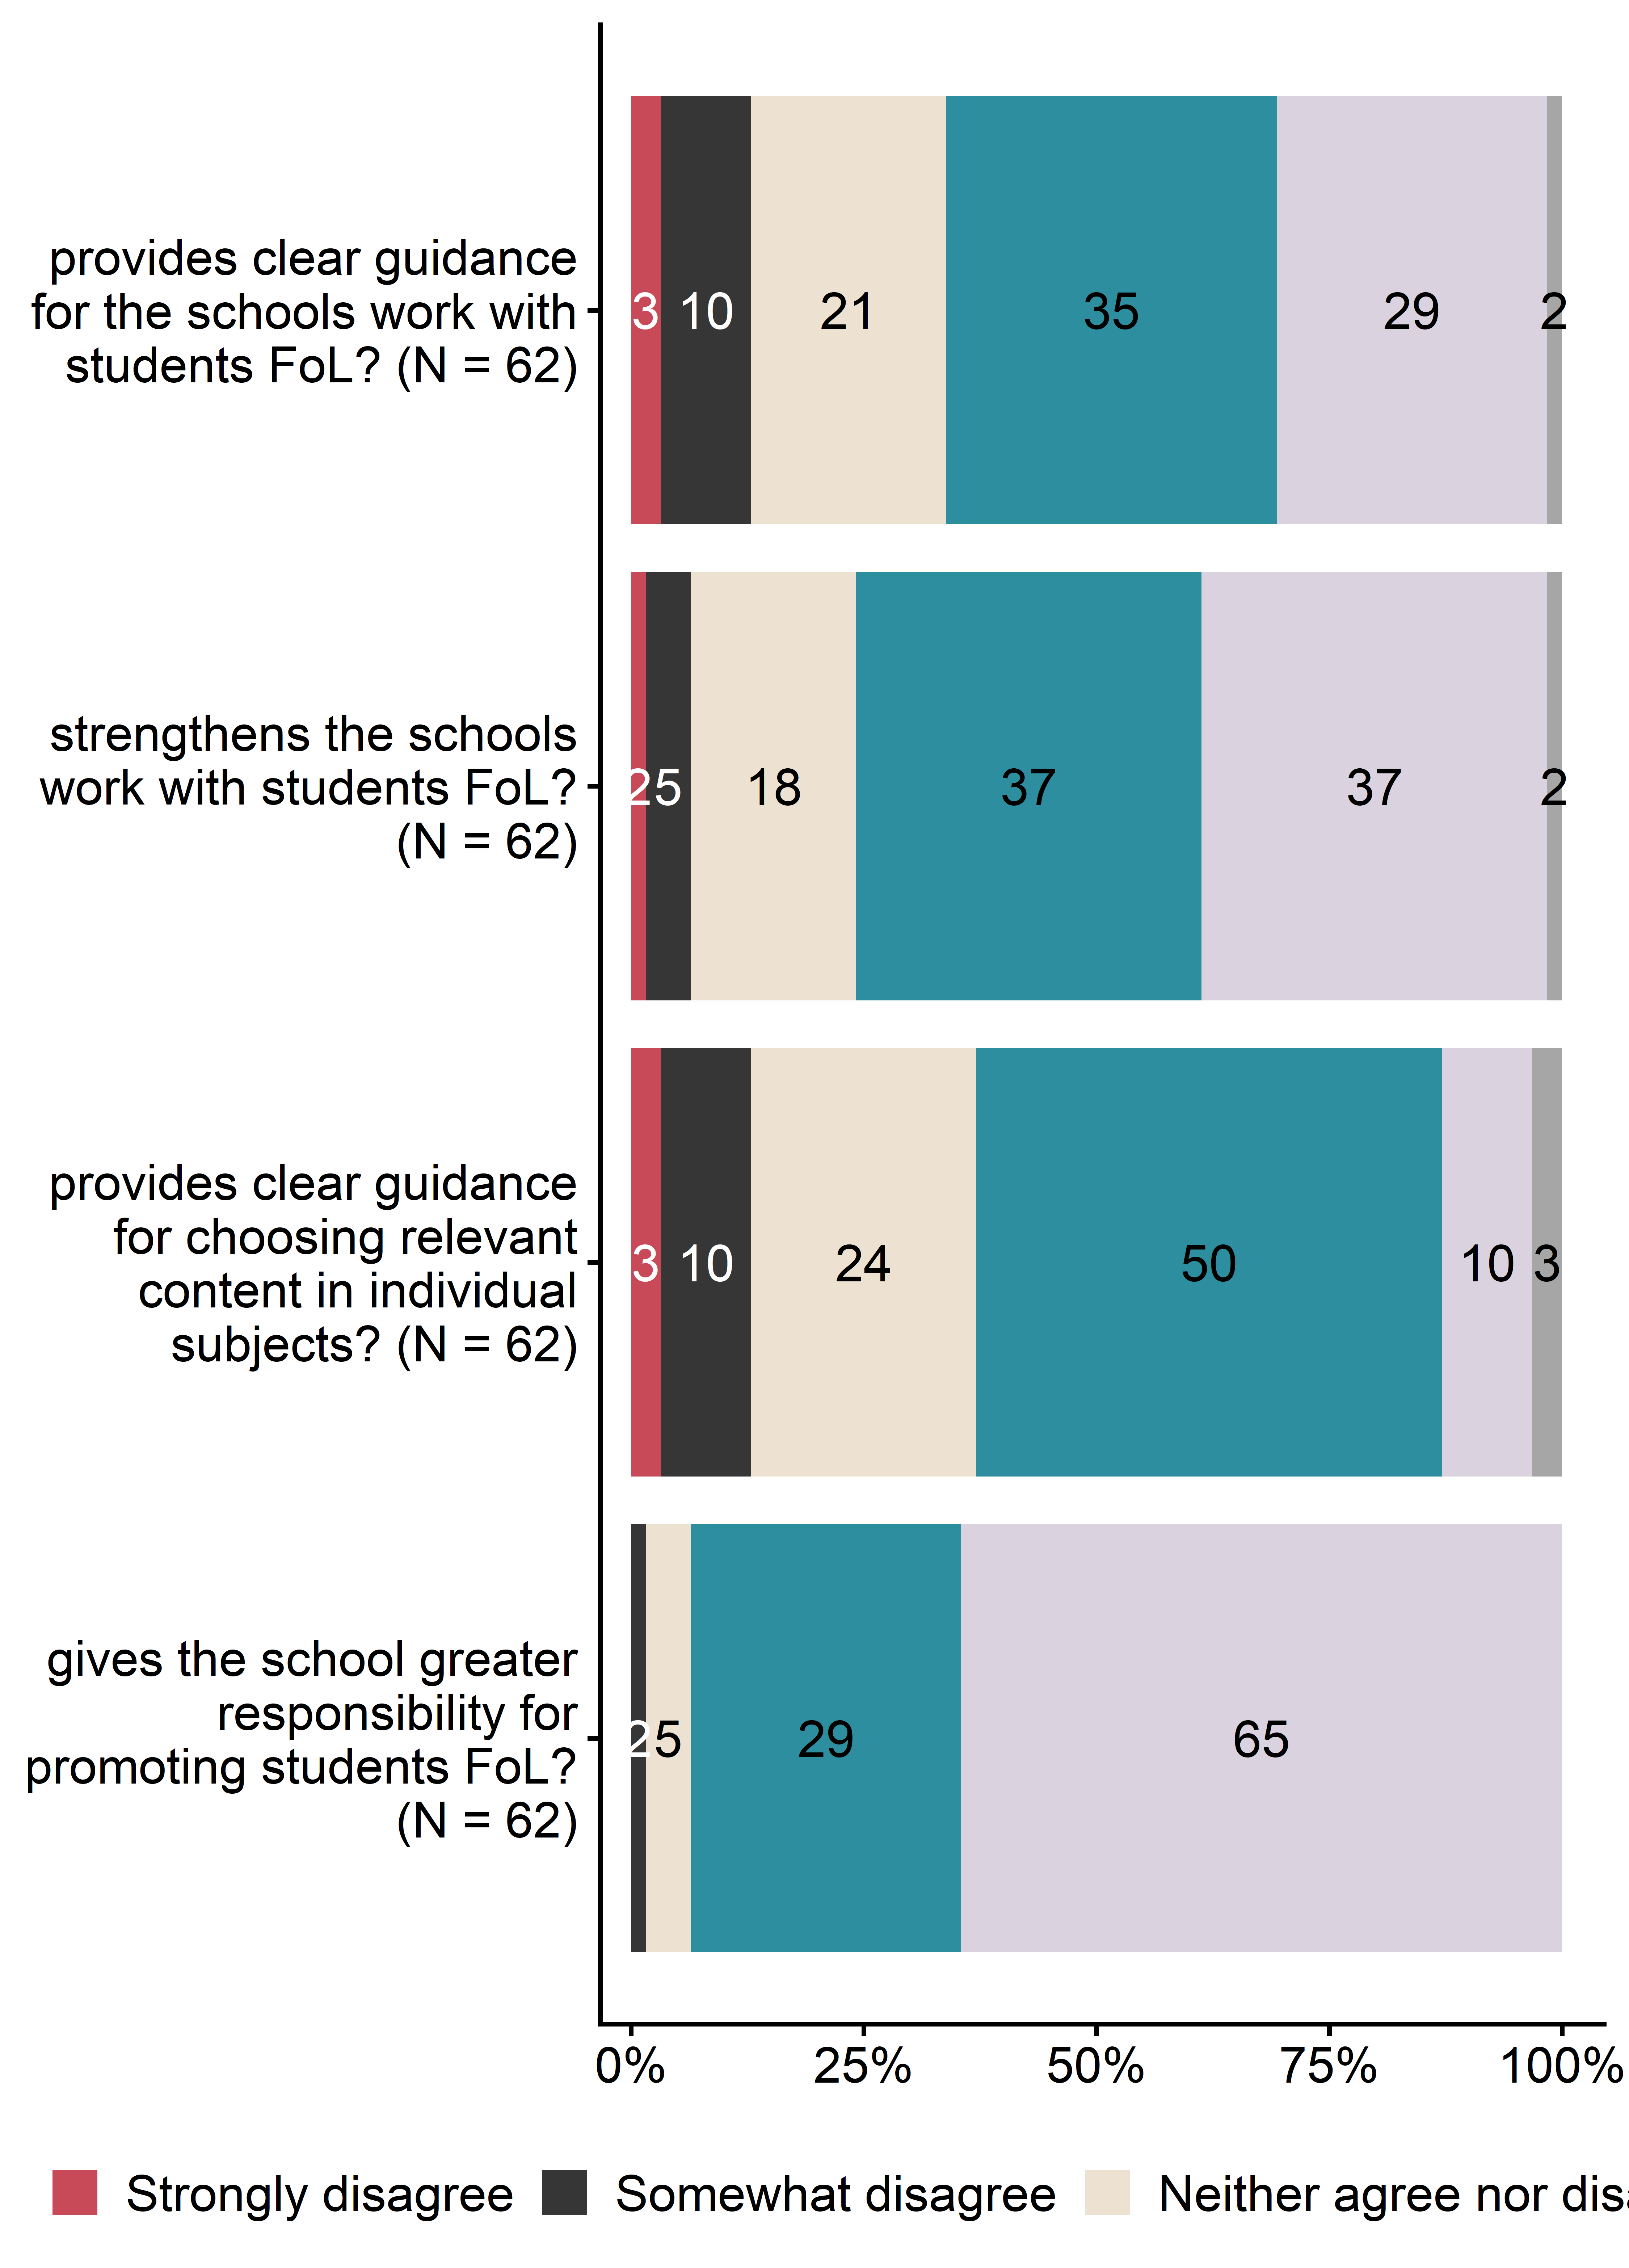 provides clear guidance
for the schools work with
students FoL? (N = 62)
3 10 21 35 29 2
strengthens the schools
work with students FoL?
(N = 62)
2 5 18 37 37 2
provides clear guidance
for choosing relevant
content in individual
subjects? (N = 62)
3 10 24 50 10 3
gives the school greater
responsibility for
promoting students FoL?
(N = 62)
2 5 29 65
0% 25% 50% 75% 100%
Strongly disagree Somewhat disagree Neither agree nor disa